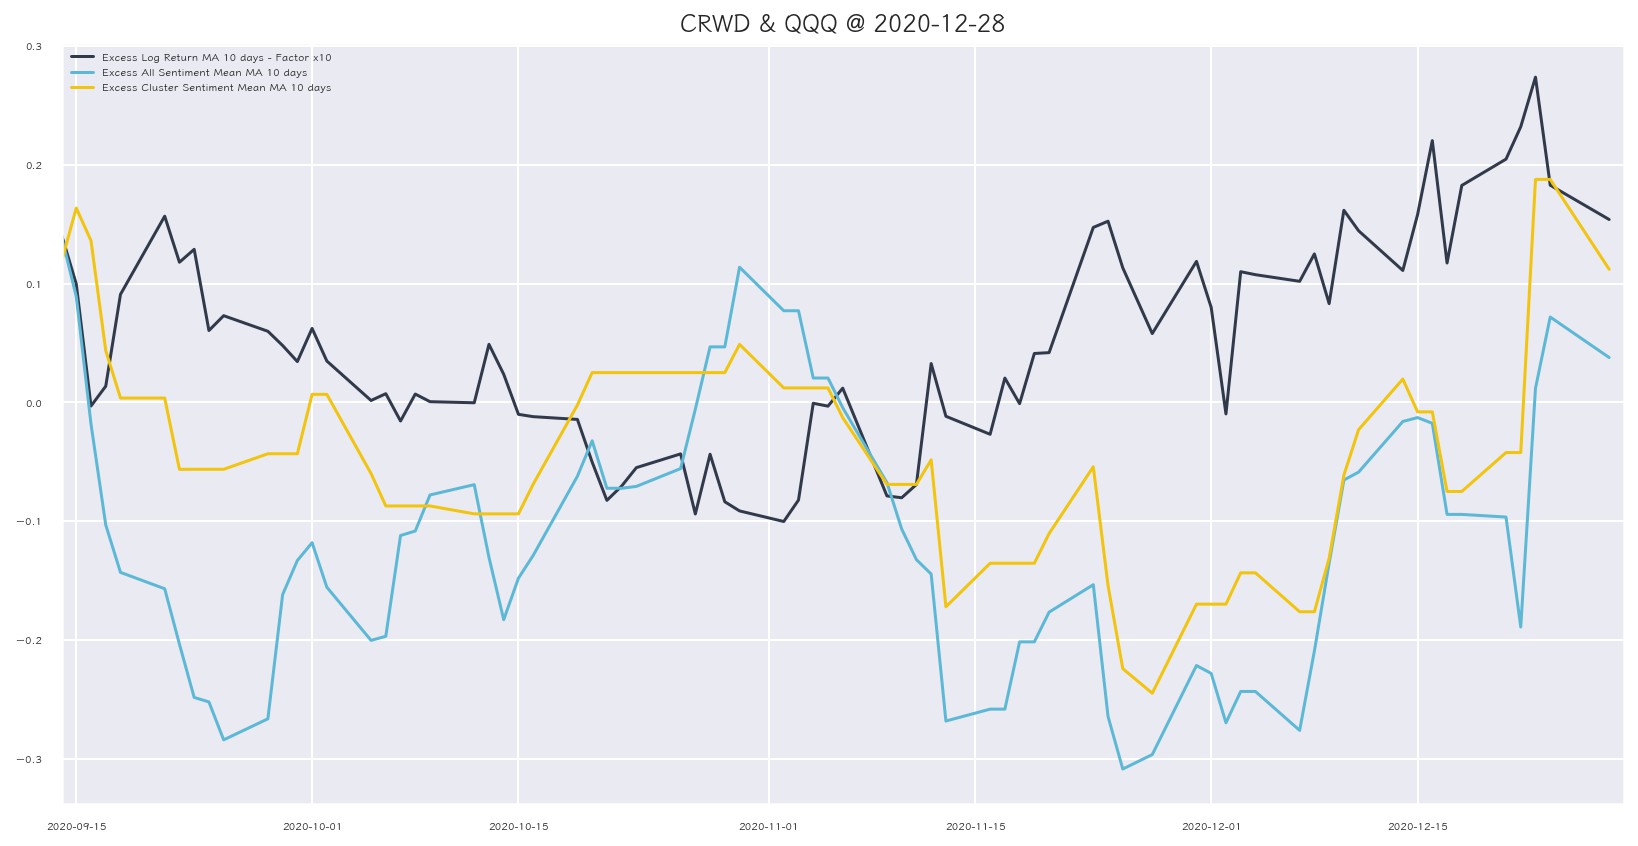 CRWD & QQQ @ 2020-12-28
0.3
Excess Log Return MA 10 days - Factor x10
Excess All Sentiment Mean MA 10 days
Excess Cluster Sentiment Mean MA 10 days
0.2
0.1
0.0
−0.1
−0.2
−0.3
2020-09-15 2020-10-01 2020-10-15 2020-11-01 2020-11-15 2020-12-01 2020-12-15